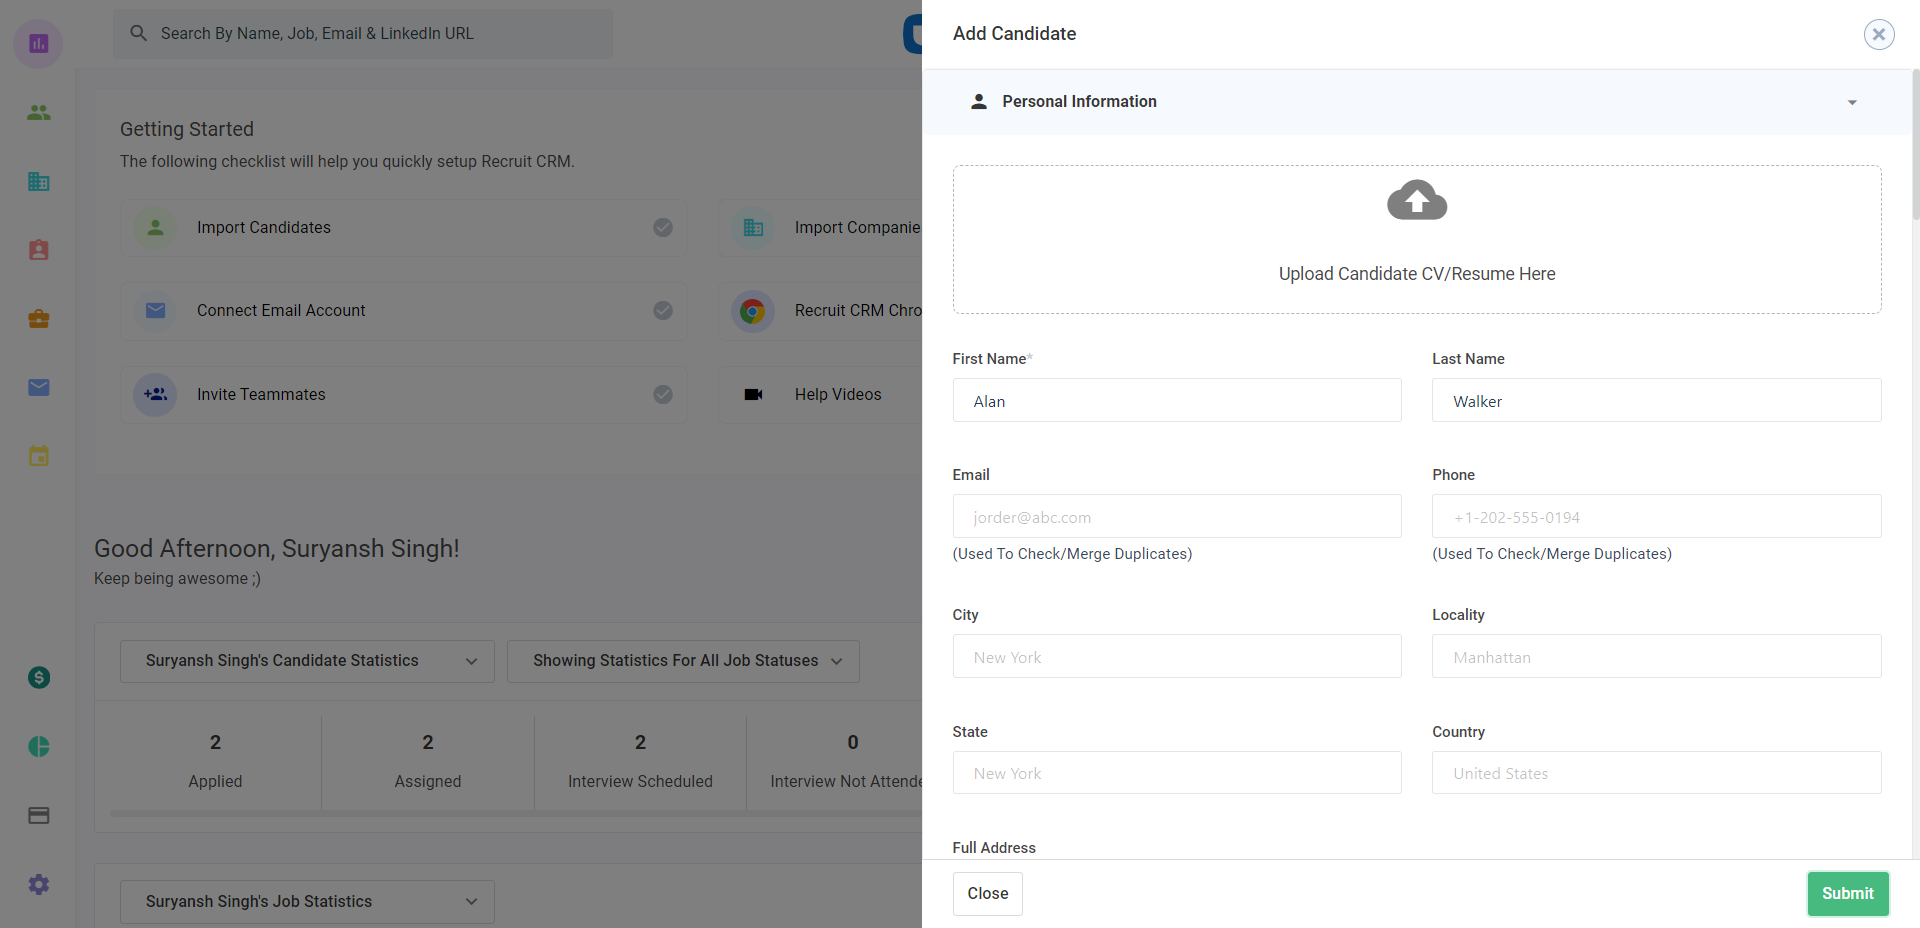 Search By Name, Job, Email & LinkedIn URL
Getting Started
The following checklist will help you quickly setup Recruit CRM.
Import Candidates
Import Companie
Connect Email Account
Recruit CRM Chro
Invite Teammates
Help Videos
Good Afternoon, Suryansh Singh!
Keep being awesome ;)
Suryansh Singh's Candidate Statistics
Showing Statistics For All Job Statuses
2
Applied
2
Assigned
2
Interview Scheduled
0
Interview Not Attende
Suryansh Singh's Job Statistics
Add Candidate
Personal Information
Upload Candidate CV/Resume Here
First Name*
Alan
Last Name
Walker
Email
jorder@abc.com
(Used To Check/Merge Duplicates)
Phone
+1-202-555-0194
(Used To Check/Merge Duplicates)
City
New York
Locality
Manhattan
State
New York
Country
United States
Full Address
Close
Submit